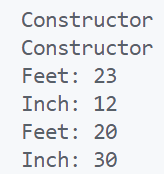 Constructor
Constructor
Feet: 23
Inch: 12
Feet: 20
Inch: 30